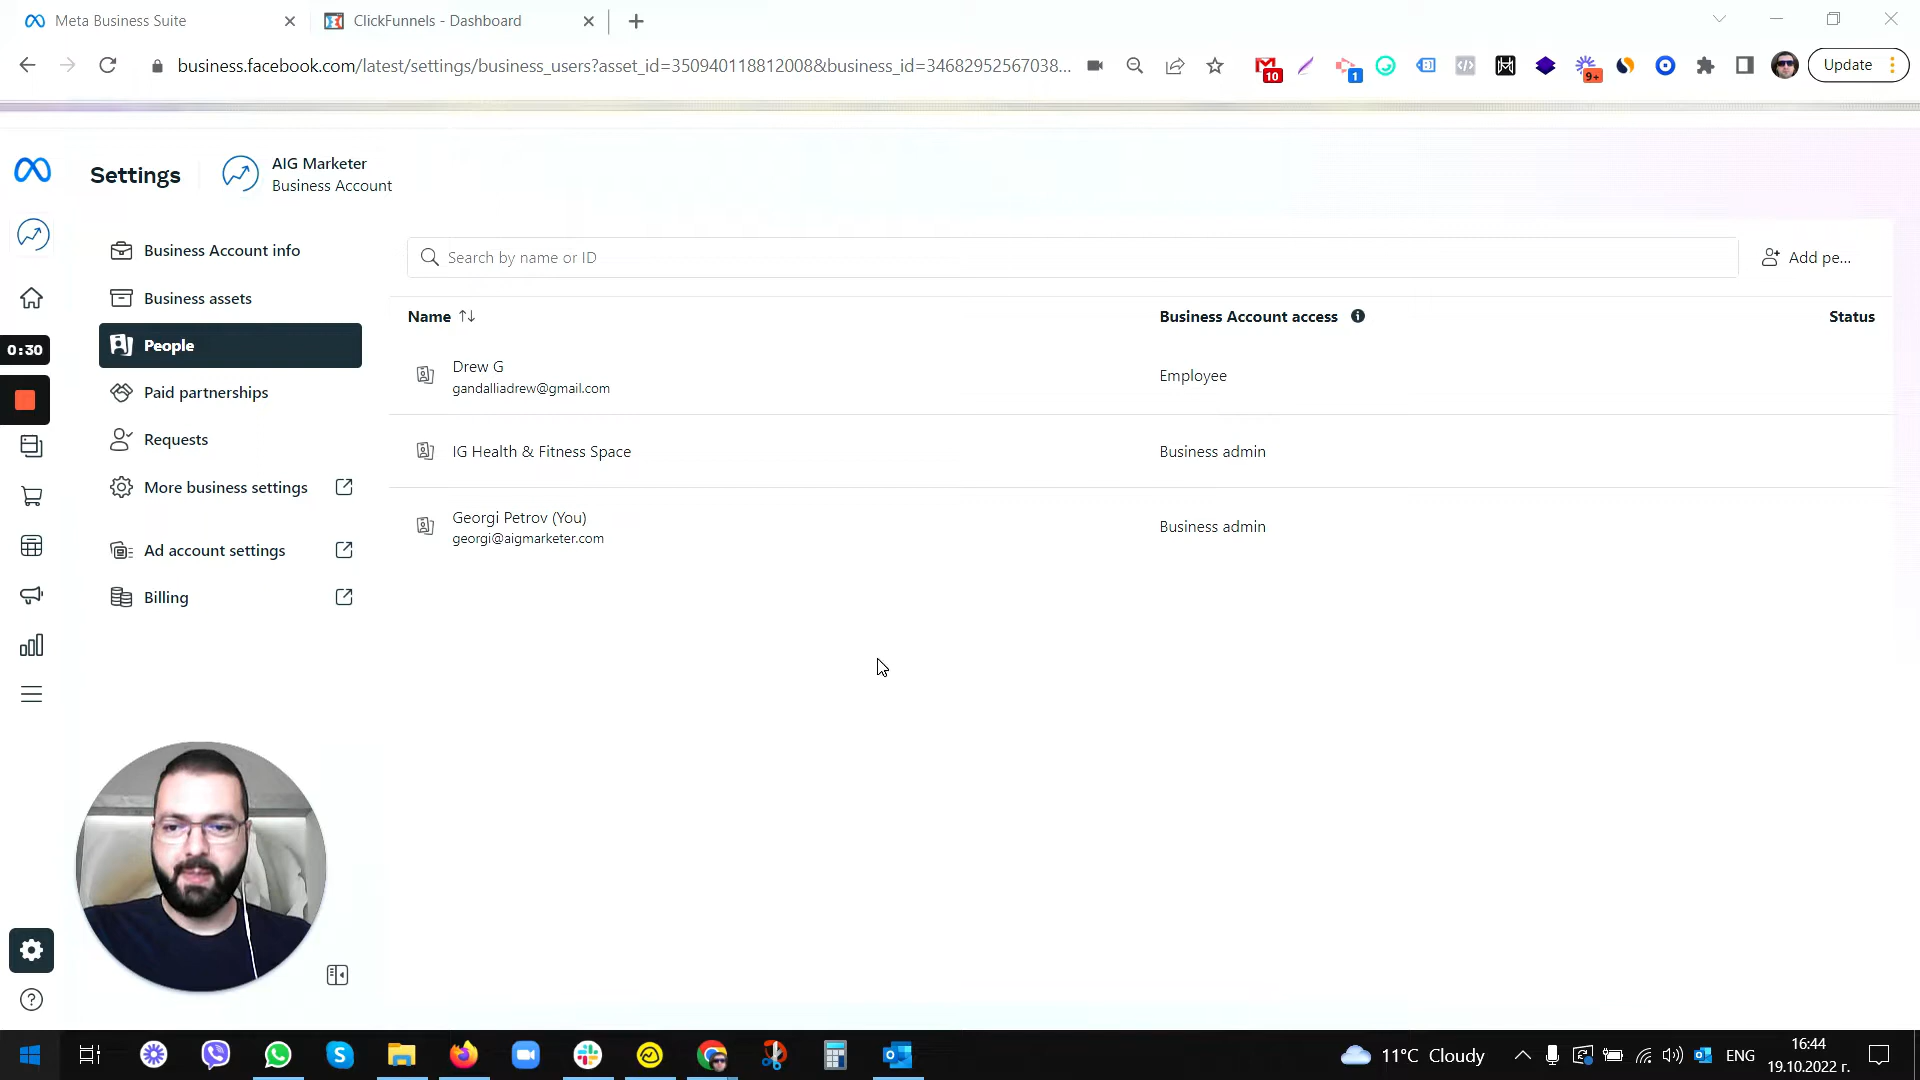 Meta Business Suite
ClickFunnels - Dashboard
business.facebook.com/latest/settings/business_users?asset_id=350940118812008&business_id=34682952567038...
10
1
9+
Update
Settings
AIG Marketer
Business Account
Business Account info
Business assets
People
Paid partnerships
Requests
More business settings
Ad account settings
Billing
0:30
Search by name or ID
Add pe...
Name
Business Account access
Status
Drew G
gandalliadrew@gmail.com
Employee
IG Health & Fitness Space
Business admin
Georgi Petrov (You)
georgi@aigmarketer.com
Business admin
11°C Cloudy
ENG
16:44
19.10.2022 г.